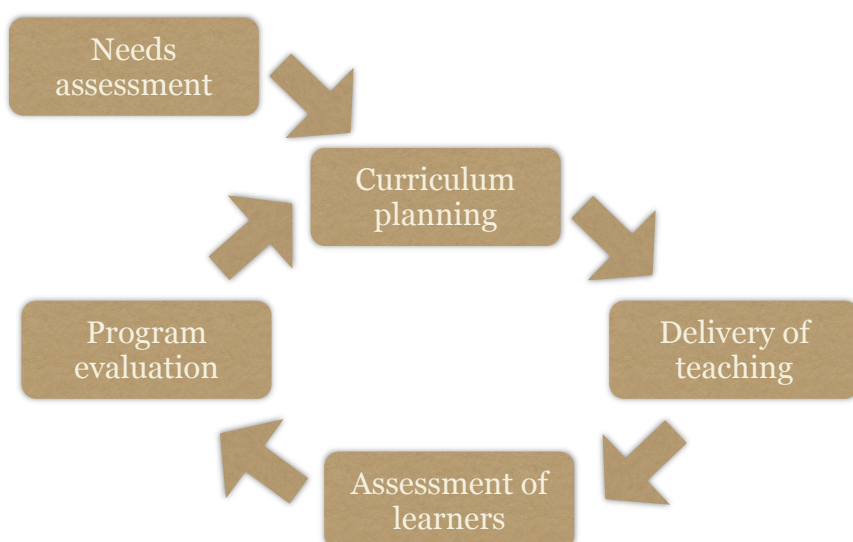 Needs
assessment
Curriculum
planning
Delivery of
teaching
Assessment of
learners
Program
evaluation